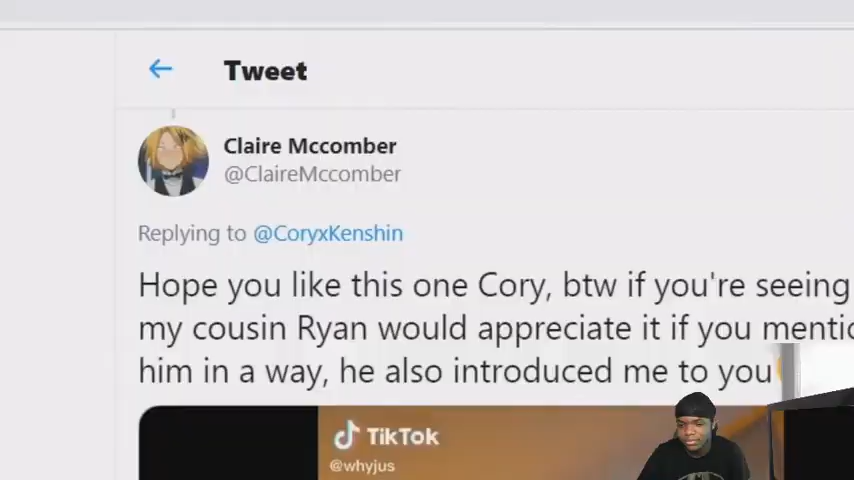 Tweet
Claire Mccomber
@ClaireMccomber
Replying to @CoryxKenshin
Hope you like this one Cory, btw if you're seeing
my cousin Ryan would appreciate it if you mentio
him in a way, he also introduced me to you
TikTok
@whyjus